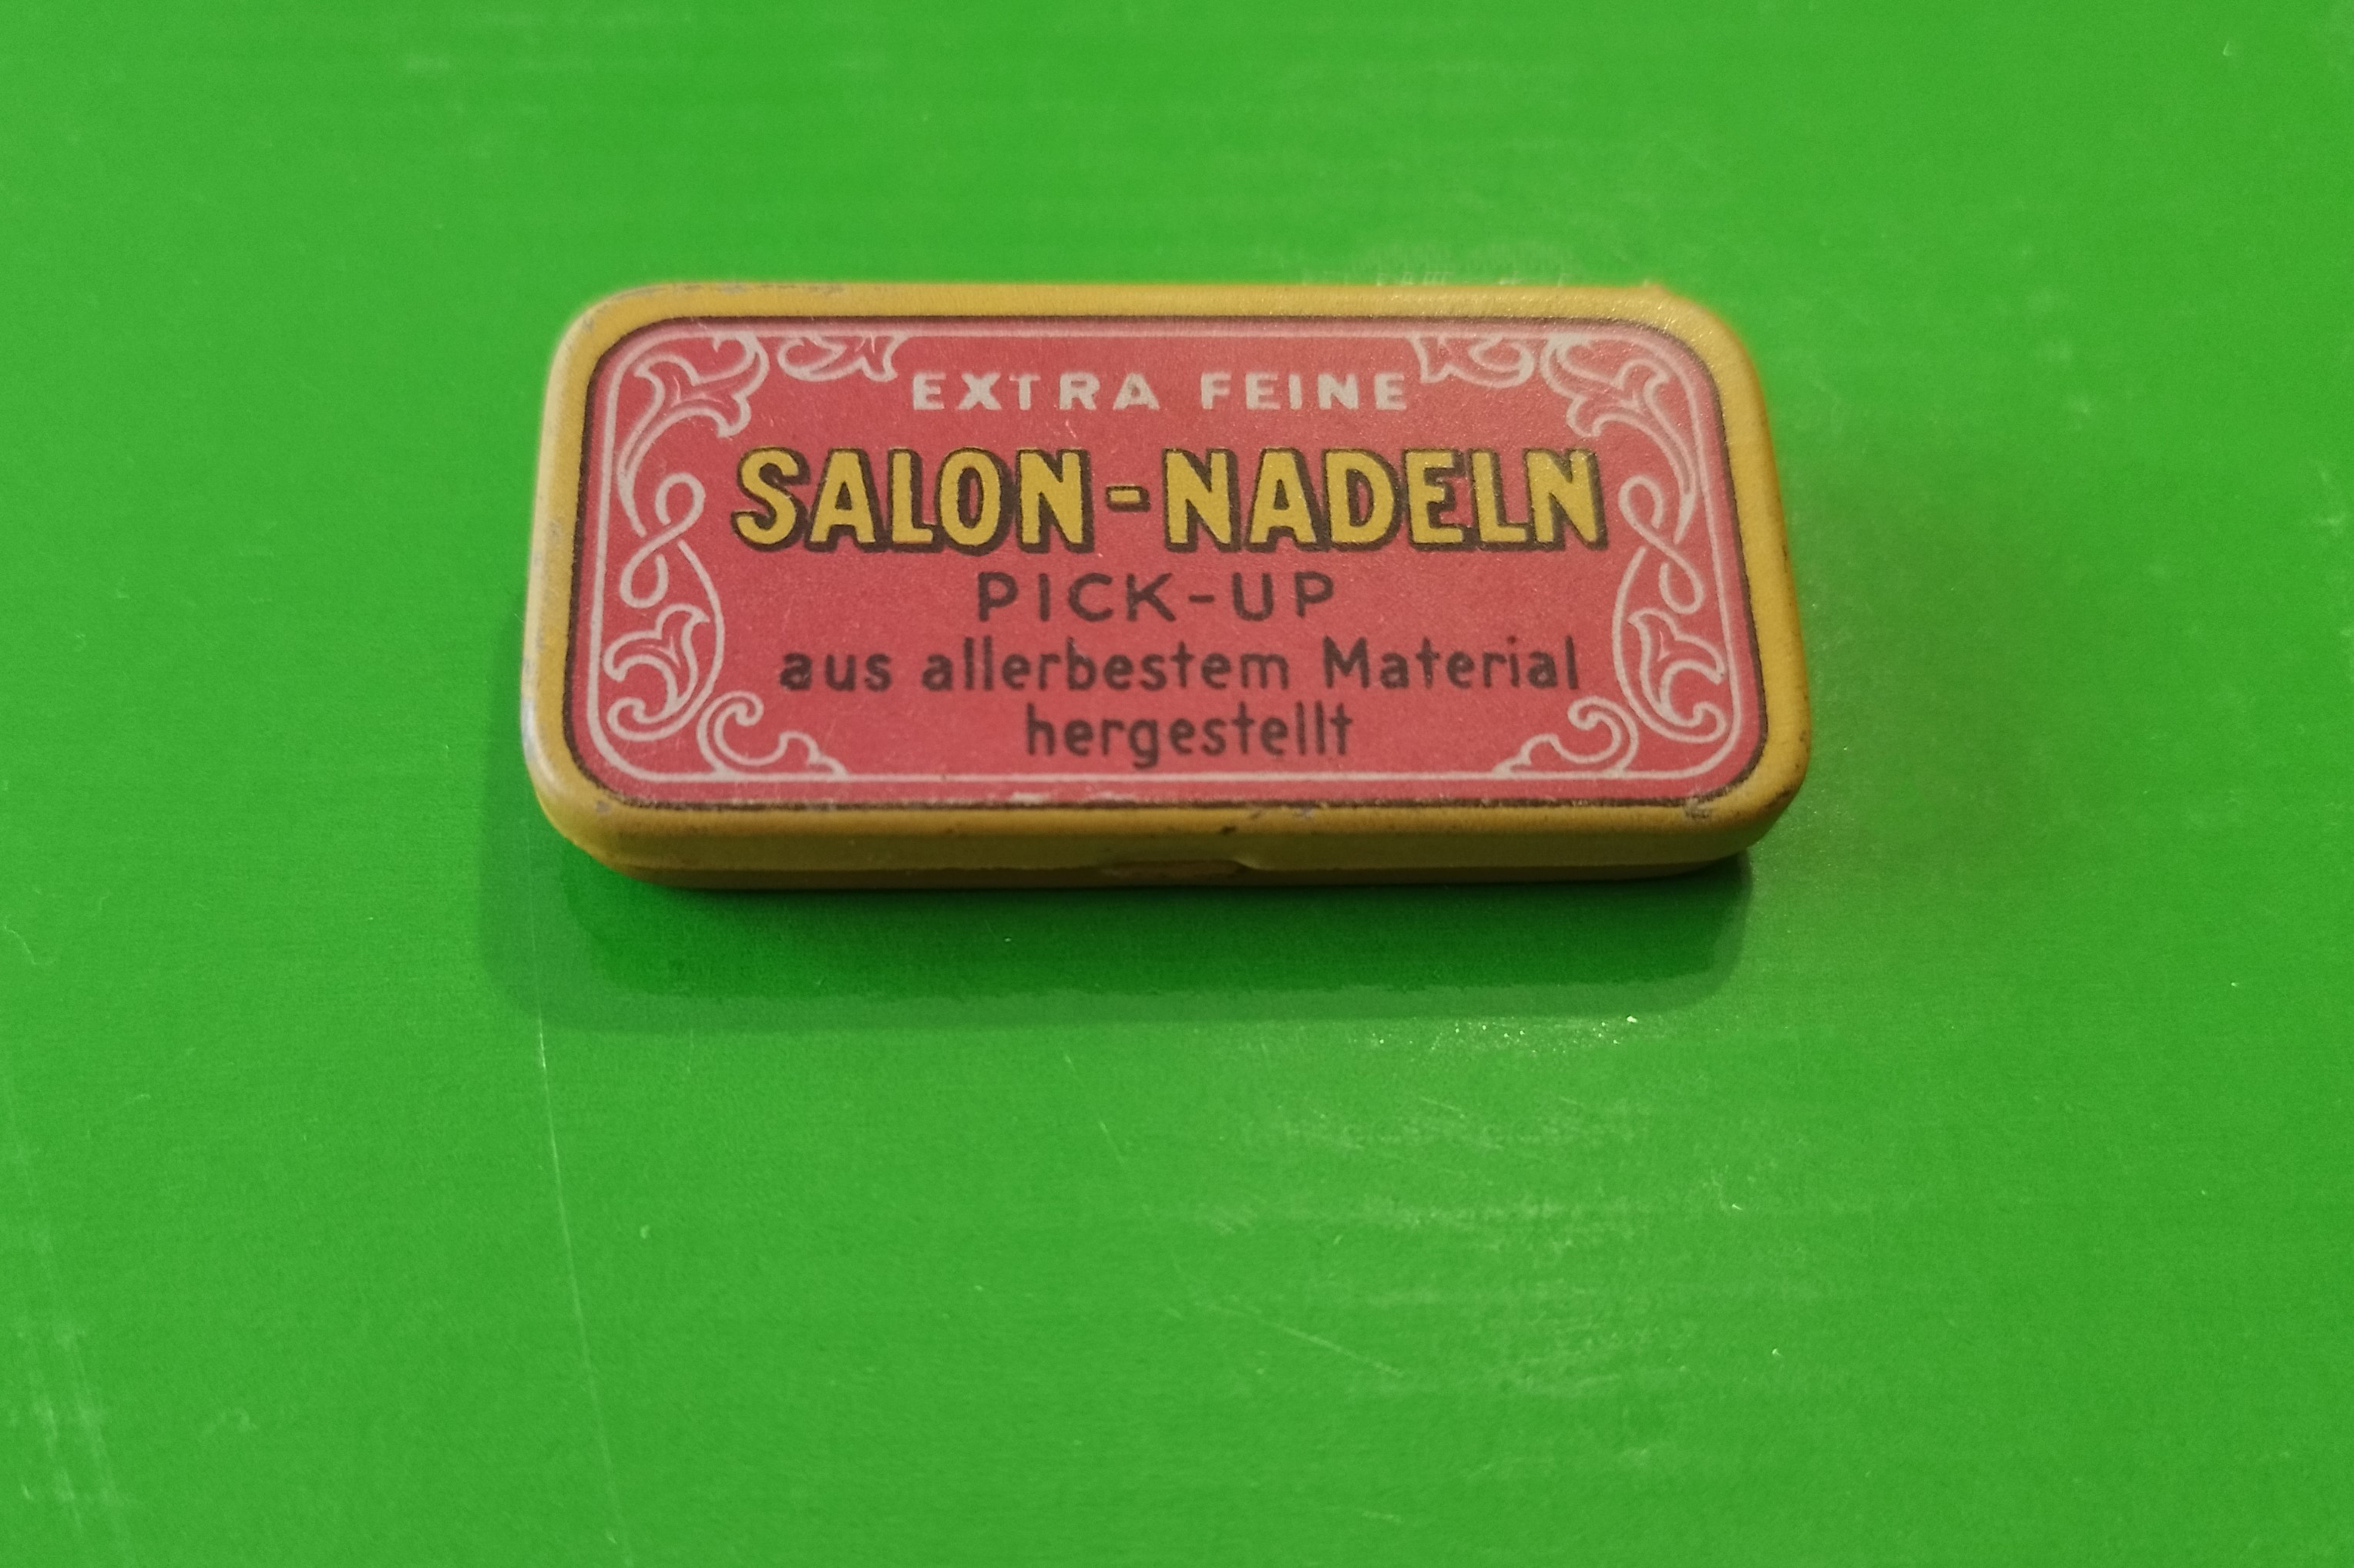 EXTRA FEINE
SALON-NADELN
PICK-UP
aus allerbestem Material
hergestellt